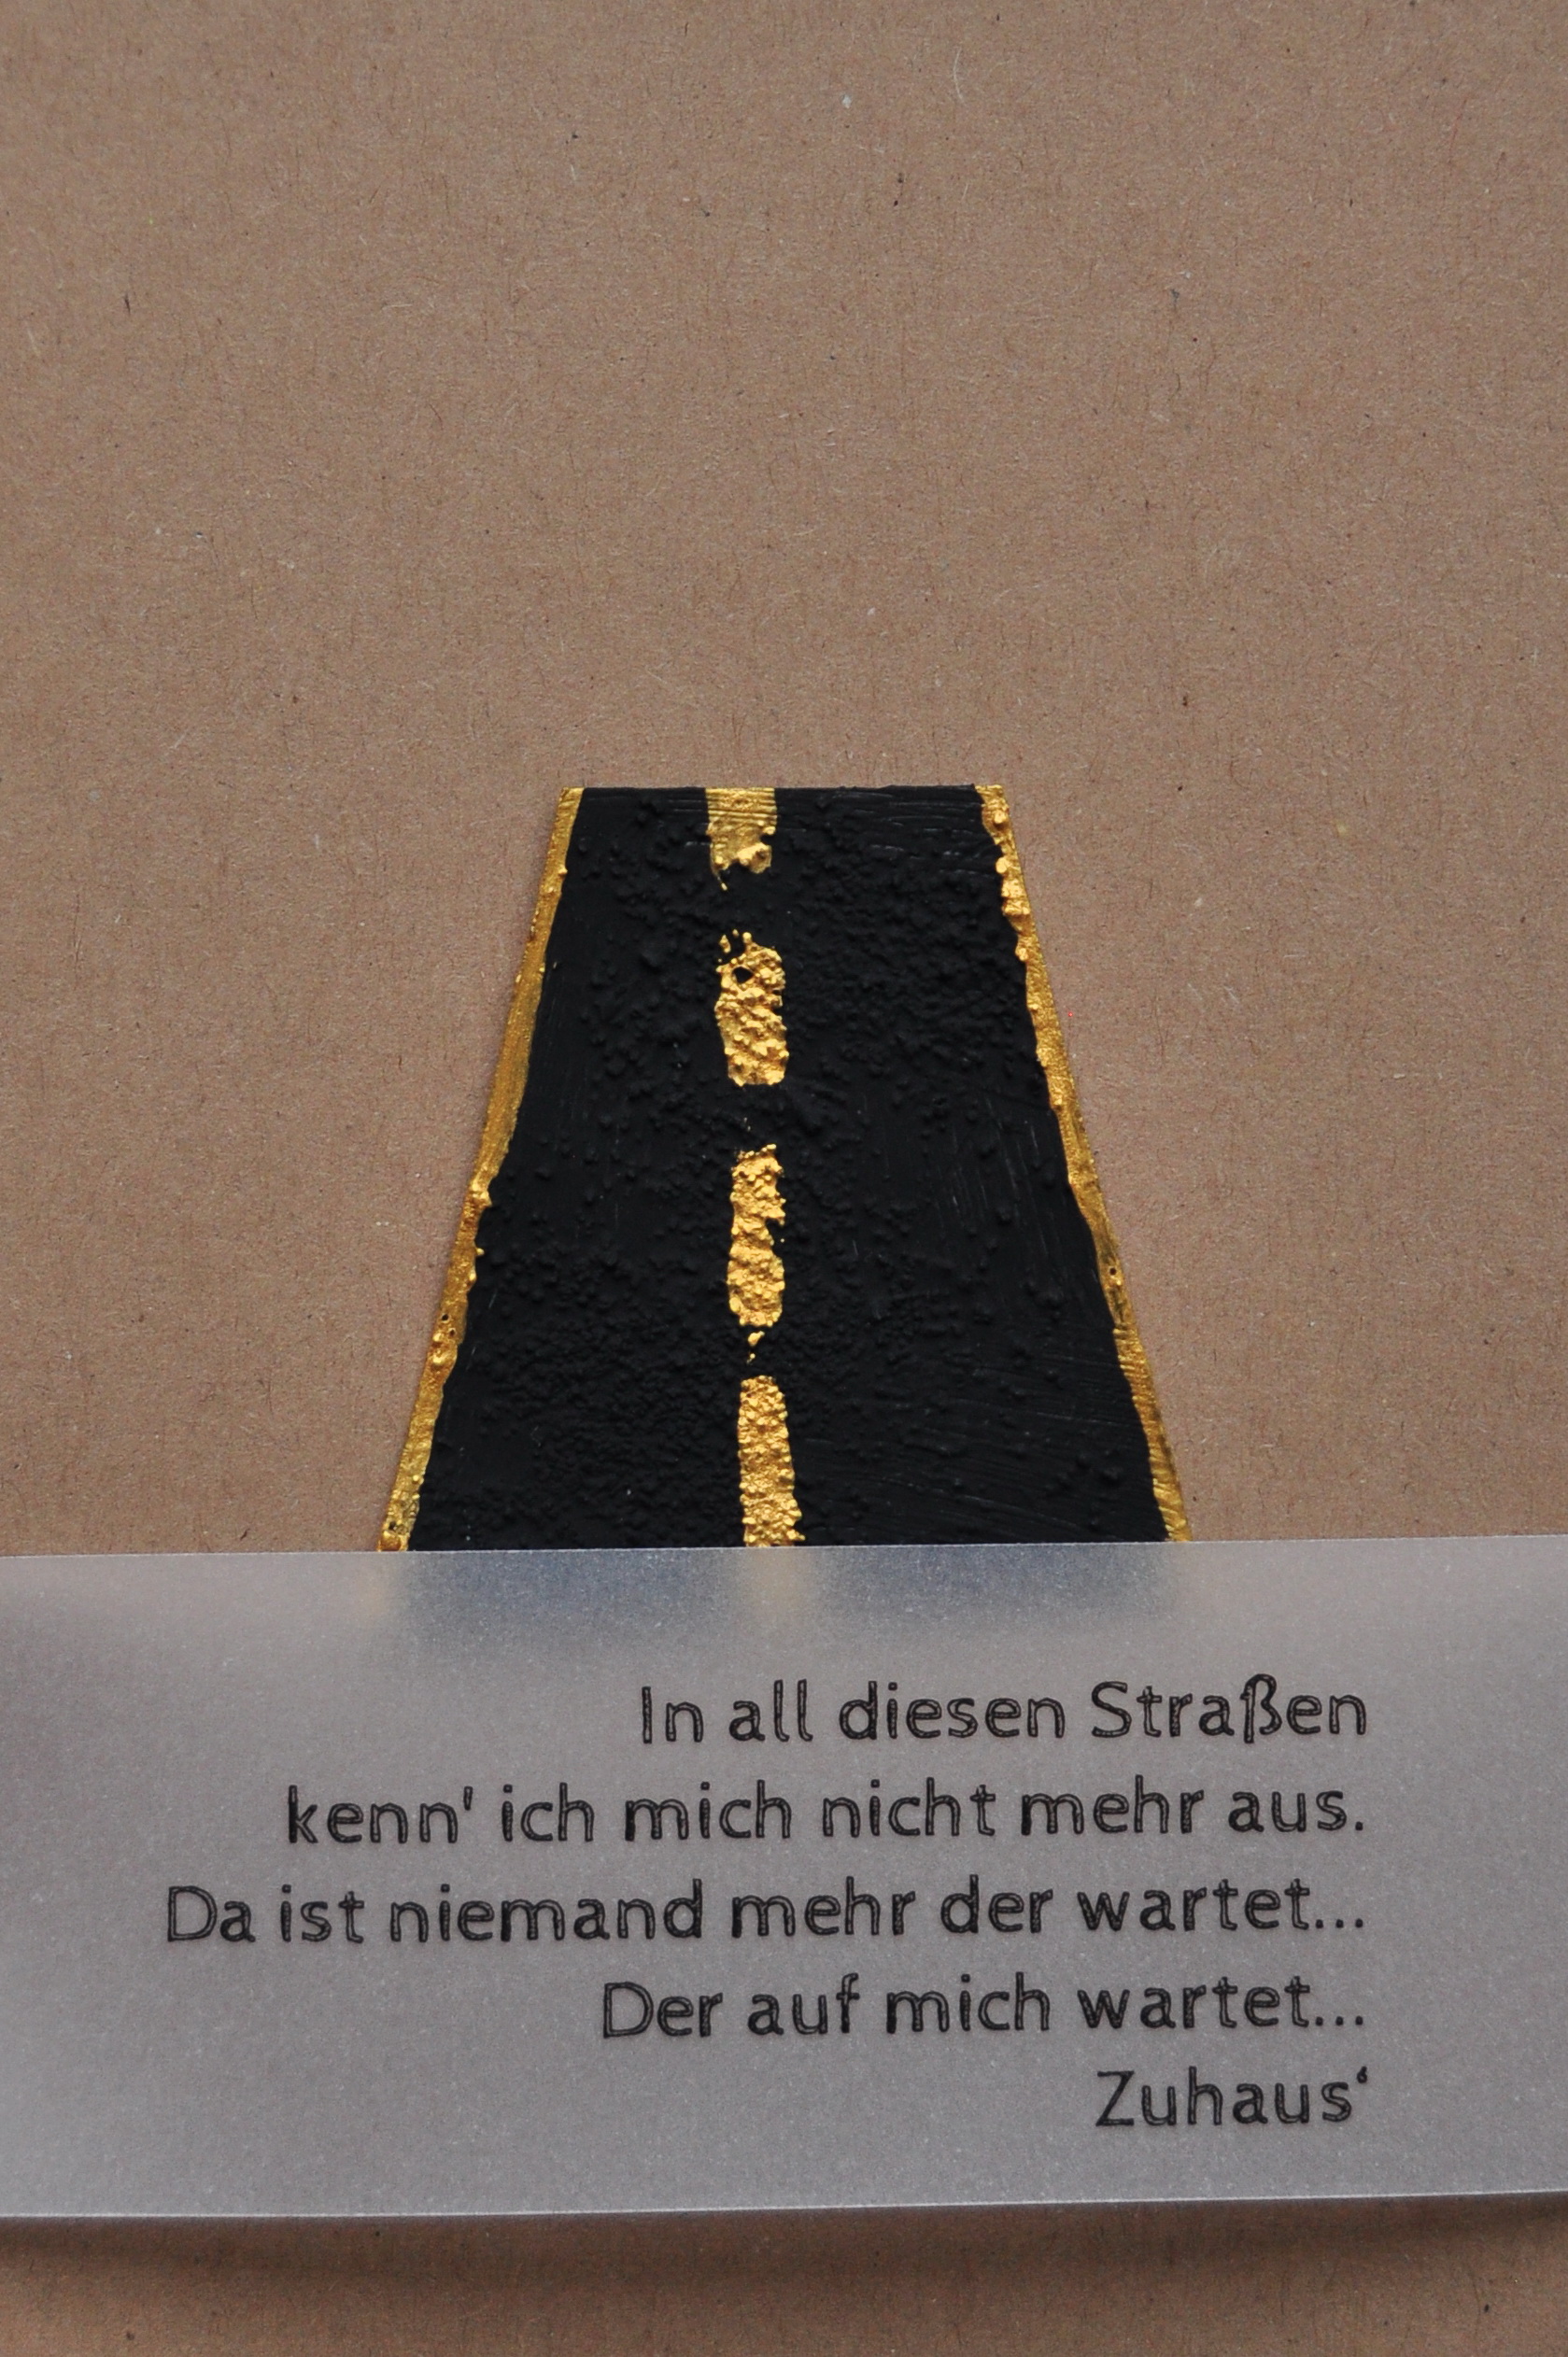 In all diesen Straßen
kenn' ich mich nicht mehr aus.
Da ist niemand mehr der wartet...
Der auf mich wartet...
Zuhaus‘